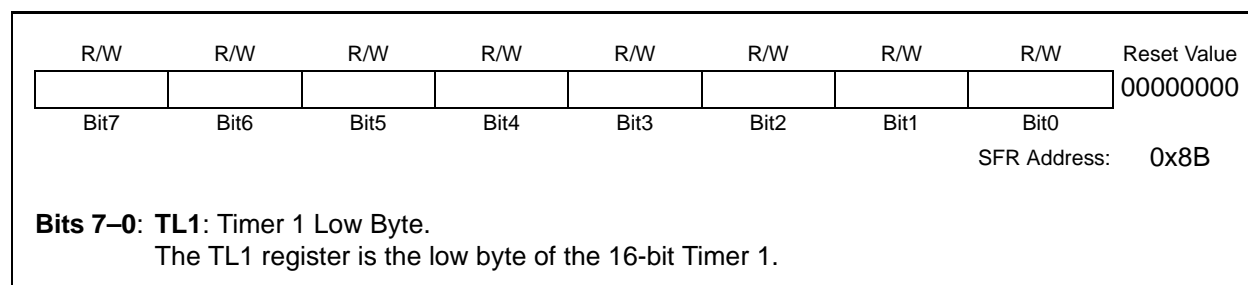 R/W R/W R/W R/W R/W R/W R/W R/W Reset Value
00000000
Bit7 Bit6 Bit5 Bit4 Bit3 Bit2 Bit1 Bit0
SFR Address: 0x8B
Bits 7–0: TL1: Timer 1 Low Byte.
The TL1 register is the low byte of the 16-bit Timer 1.